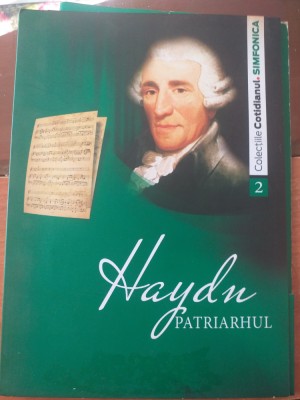 Colecțiile Cotidianul. SIMFONICA
2
Haydn
PATRIARHUL